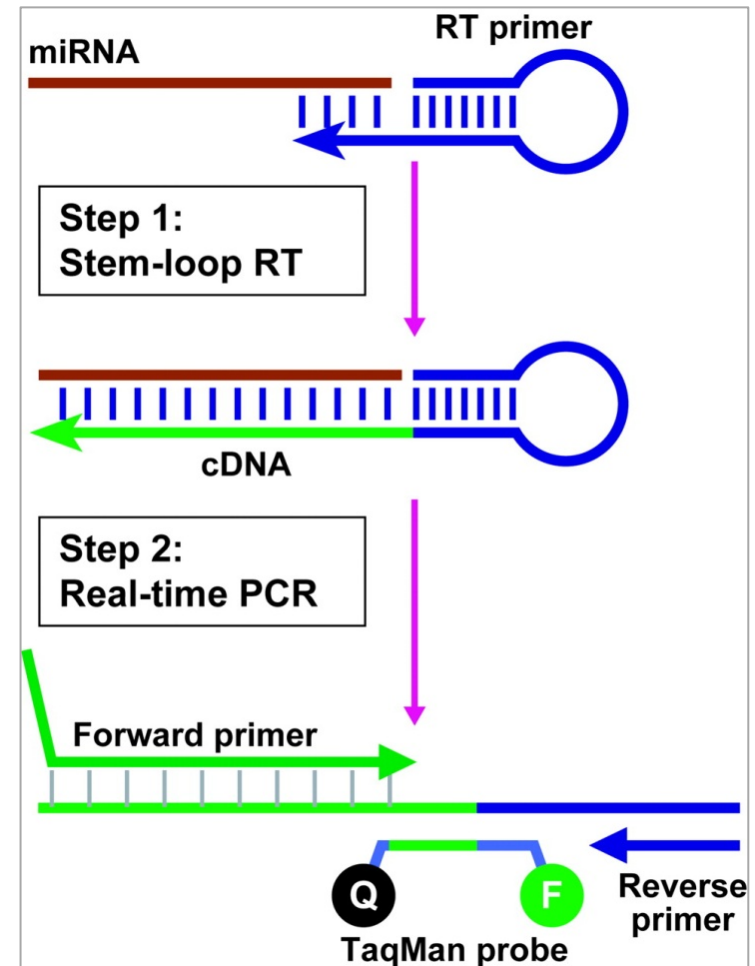 RT primer
miRNA
Step 1:
Stem-loop RT
cDNA
Step 2:
Real-time PCR
Forward primer
Q
F
Reverse
primer
TaqMan probe